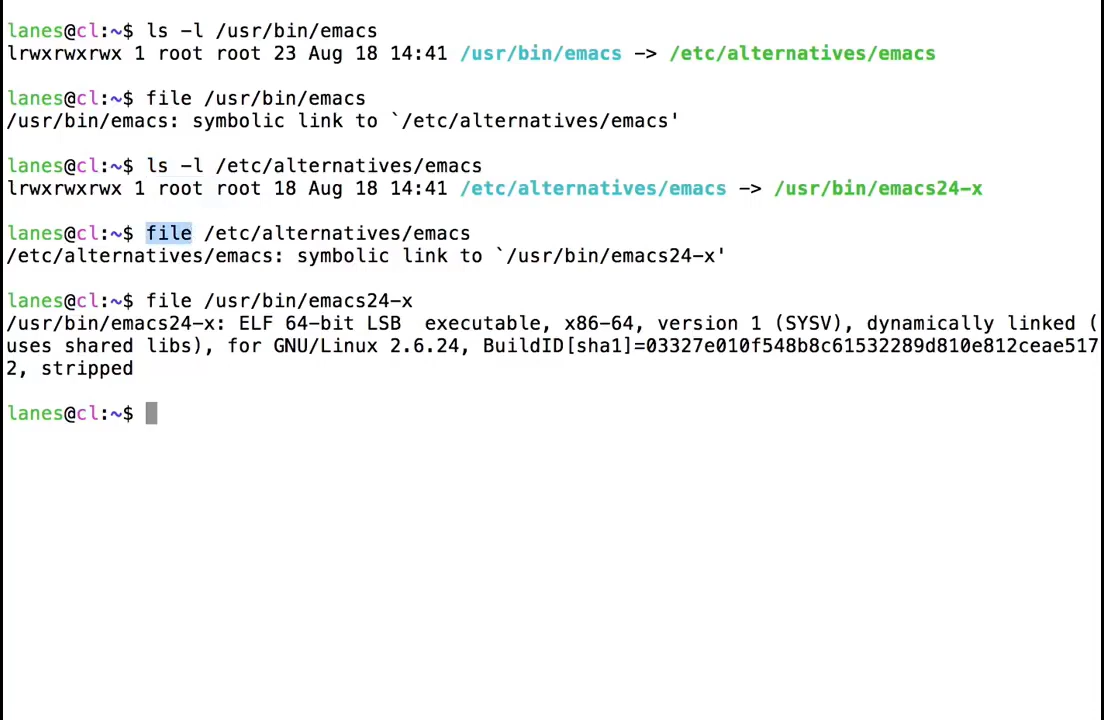 lanes@cl:~$ ls -l /usr/bin/emacs
lrwxrwxrwx 1 root root 23 Aug 18 14:41 /usr/bin/emacs -> /etc/alternatives/emacs
lanes@cl:~$ file /usr/bin/emacs
/usr/bin/emacs: symbolic link to `/etc/alternatives/emacs'
lanes@cl:~$ ls -l /etc/alternatives/emacs
lrwxrwxrwx 1 root root 18 Aug 18 14:41 /etc/alternatives/emacs -> /usr/bin/emacs24-x
lanes@cl:~$ file /etc/alternatives/emacs
/etc/alternatives/emacs: symbolic link to `/usr/bin/emacs24-x'
lanes@cl:~$ file /usr/bin/emacs24-x
/usr/bin/emacs24-x: ELF 64-bit LSB  executable, x86-64, version 1 (SYSV), dynamically linked (
uses shared libs), for GNU/Linux 2.6.24, BuildID[sha1]=03327e010f548b8c61532289d810e812ceae517
2, stripped
lanes@cl:~$